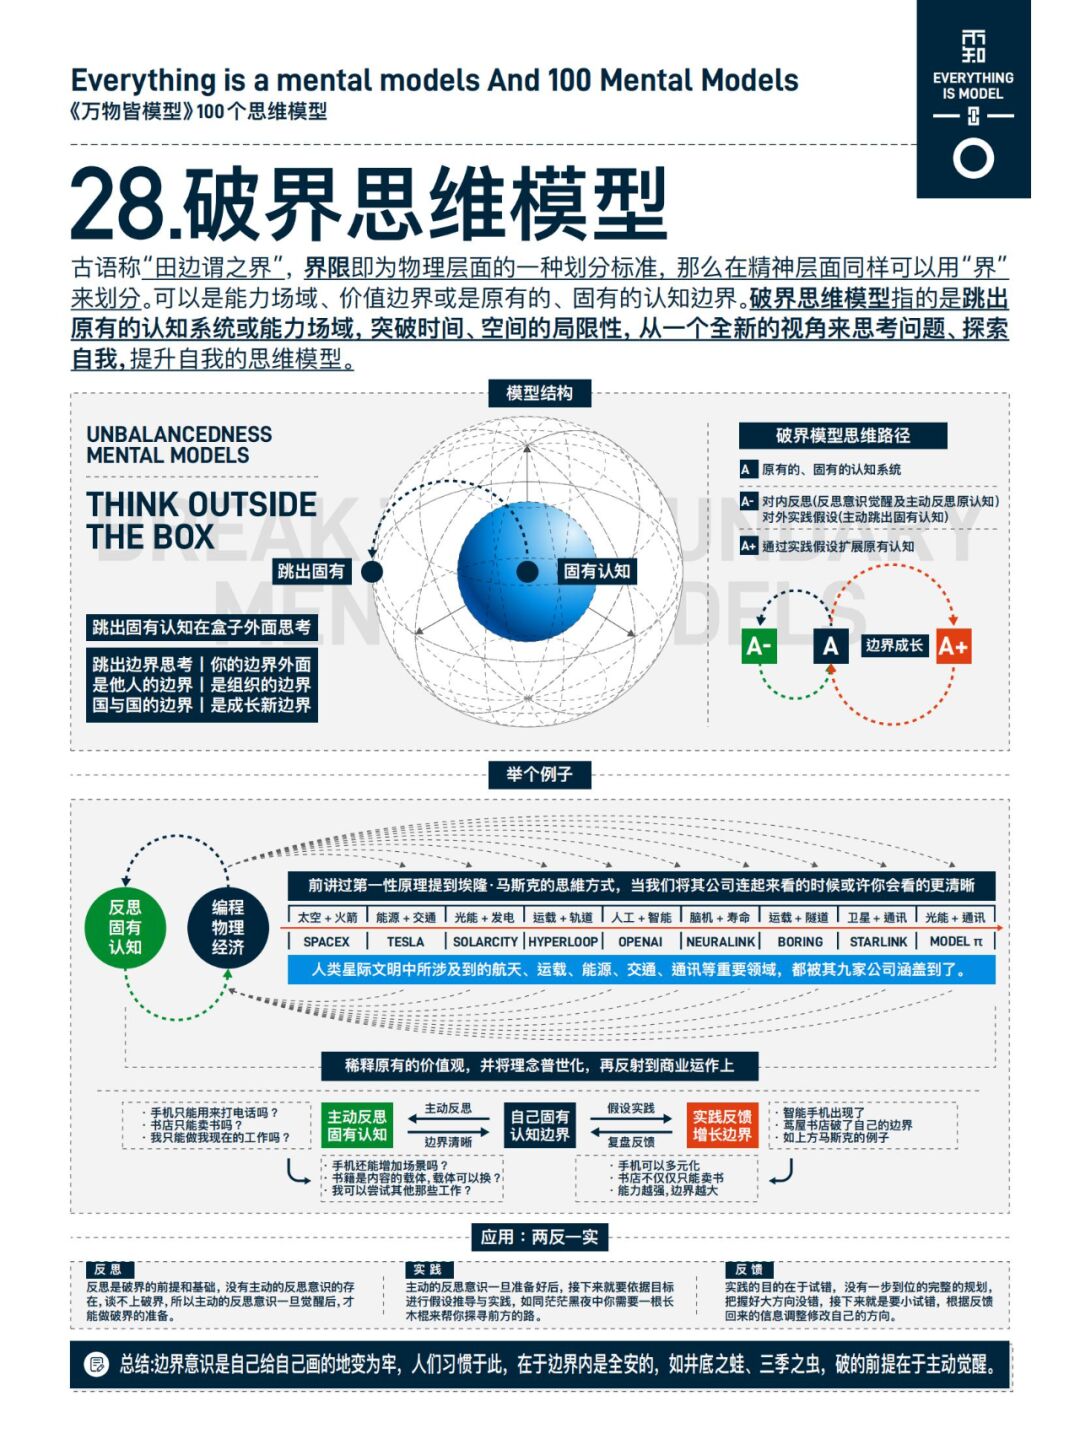 Everything is a mental models And 100 Mental Models
《万物皆模型》100个思维模型
雨知
EVERYTHING
IS MODEL
28.破界思维模型
古语称“田边谓之界”，界限即为物理层面的一种划分标准，那么在精神层面同样可以用“界”
来划分。可以是能力场域、价值边界或是原有的、固有的认知边界。破界思维模型指的是跳出
原有的认知系统或能力场域，突破时间、空间的局限性，从一个全新的视角来思考问题、探索
自我，提升自我的思维模型。
模型结构
UNBALANCEDNESS
MENTAL MODELS
THINK OUTSIDE
THE BOX
跳出固有
固有认知
跳出固有认知在盒子外面思考
跳出边界思考｜你的边界外面
是他人的边界｜是组织的边界
国与国的边界｜是成长新边界
破界模型思维路径
A 原有的、固有的认知系统
A- 对内反思(反思意识觉醒及主动反思原认知)
对外实践假设(主动跳出固有认知)
A+ 通过实践假设扩展原有认知
A-
A
边界成长
A+
举个例子
反思
固有
认知
编程
物理
经济
前讲过第一性原理提到埃隆·马斯克的思維方式，当我们将其公司连起来看的时候或许你会看的更清晰
太空+火箭 能源+交通 光能+发电 运载+轨道 人工+智能 脑机+寿命 运载+隧道 卫星+通讯 光能+通讯
SPACEX TESLA SOLARCITY HYPERLOOP OPENAI NEURALINK BORING STARLINK MODEL π
人类星际文明中所涉及到的航天、运载、能源、交通、通讯等重要领域，都被其九家公司涵盖到了。
稀释原有的价值观，并将理念普世化，再反射到商业运作上
· 手机只能用来打电话吗？
· 书店只能卖书吗？
· 我只能做我现在的工作吗？
主动反思
固有认知
主动反思
边界清晰
自己固有
认知边界
假设实践
复盘反馈
实践反馈
增长边界
· 智能手机出现了
· 茑屋书店破了自己的边界
· 如上方马斯克的例子
· 手机还能增加场景吗？
· 书籍是内容的载体,载体可以换？
· 我可以尝试其他那些工作？
· 手机可以多元化
· 书店不仅仅只能卖书
· 能力越强,边界越大
应用：两反一实
反思
反思是破界的前提和基础，没有主动的反思意识的存
在,谈不上破界,所以主动的反思意识一旦觉醒后,才
能做破界的准备。
实践
主动的反思意识一旦准备好后，接下来就要依据目标
进行假设推导与实践，如同茫茫黑夜中你需要一根长
木棍来帮你探寻前方的路。
反馈
实践的目的在于试错，没有一步到位的完整的规划，
把握好大方向没错，接下来就是要小试错，根据反馈
回来的信息调整修改自己的方向。
总结:边界意识是自己给自己画的地变为牢，人们习惯于此，在于边界内是全安的，如井底之蛙、三季之虫，破的前提在于主动觉醒。